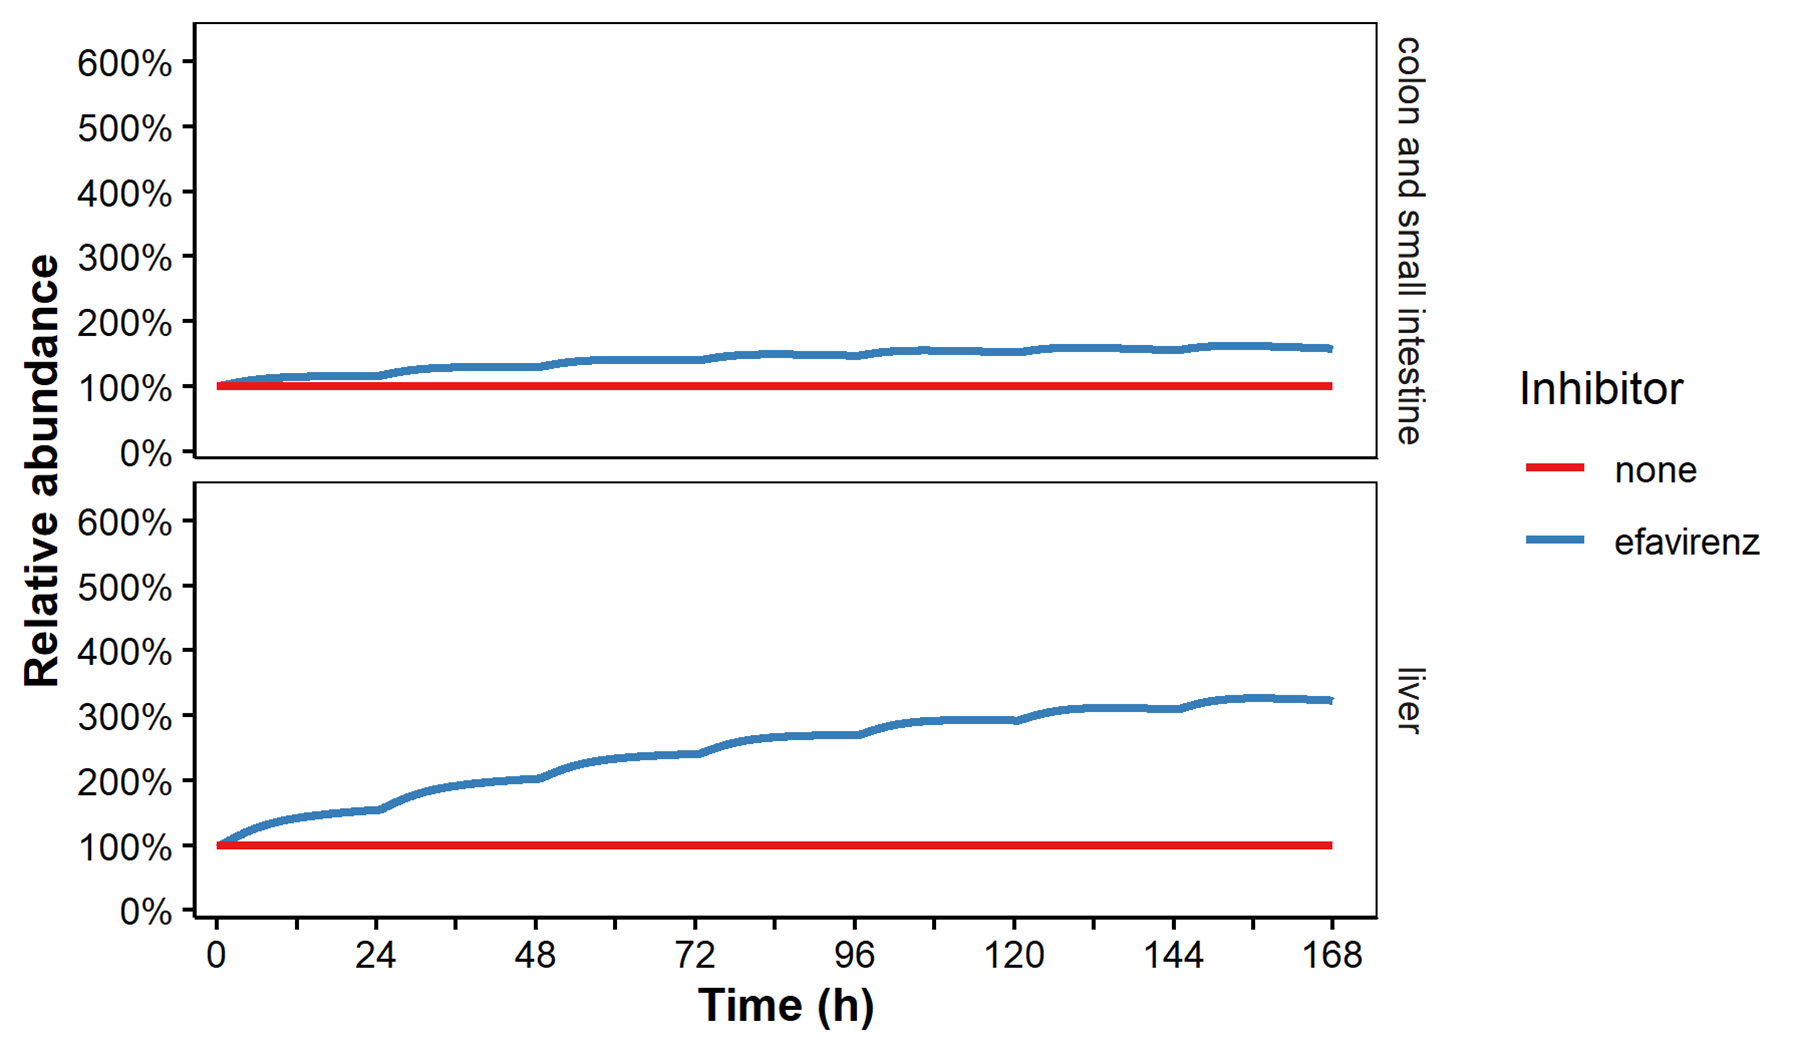 Relative abundance
600%
500%
400%
300%
200%
100%
0%
colon and small intestine
600%
500%
400%
300%
200%
100%
0%
liver
0 24 48 72 96 120 144 168
Time (h)
Inhibitor
none
efavirenz